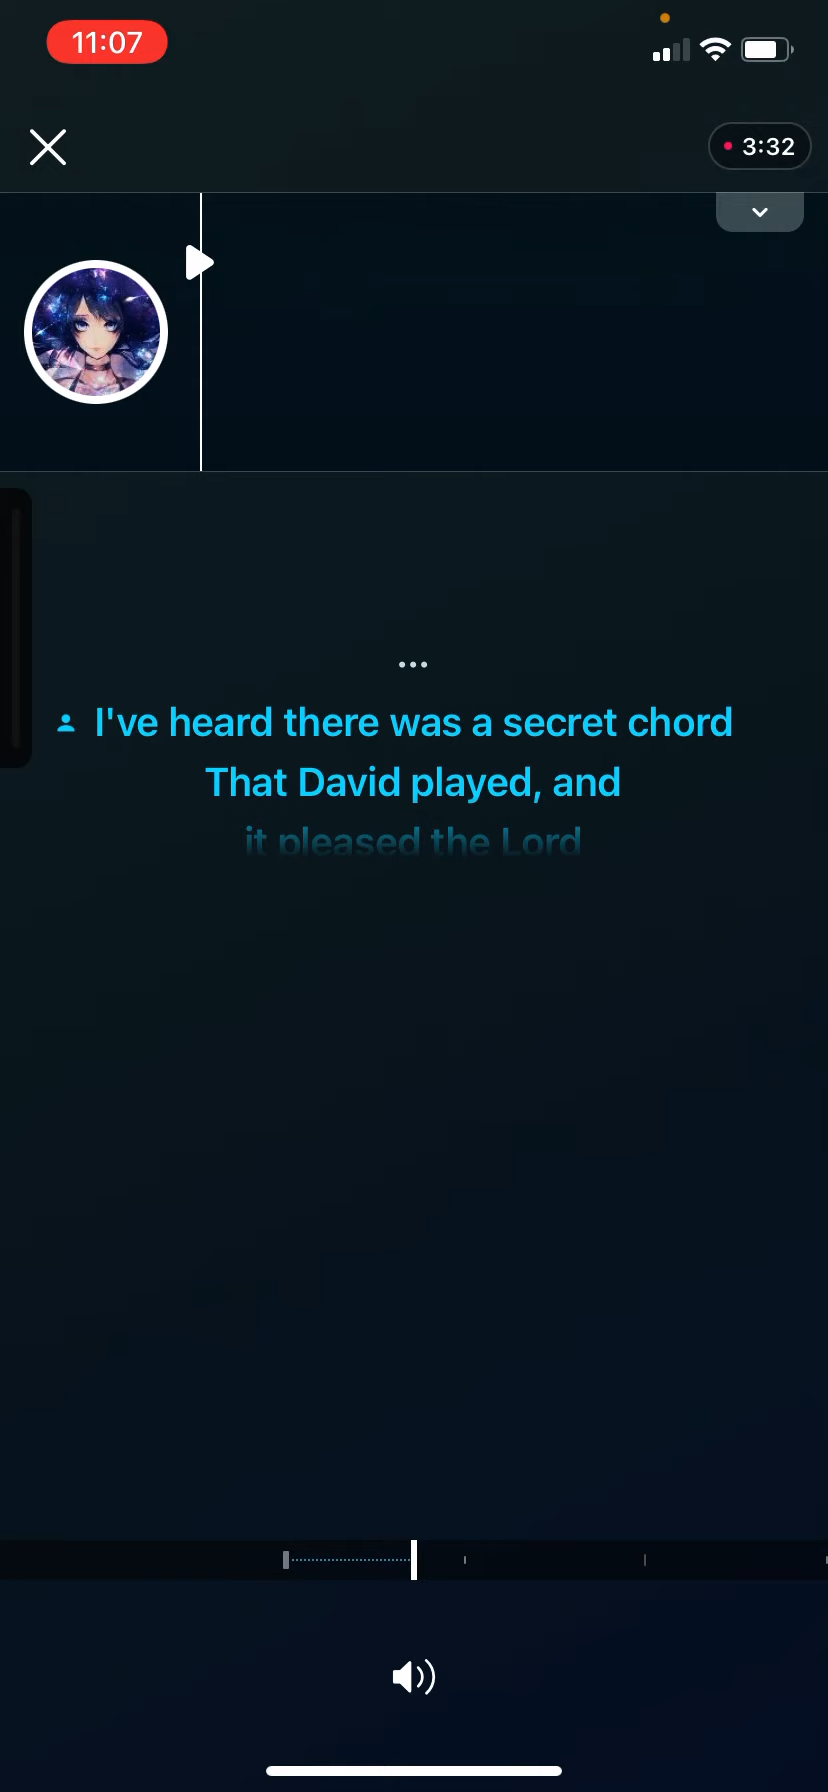 11:07
3:32
...
I've heard there was a secret chord
That David played, and
it pleased the Lord